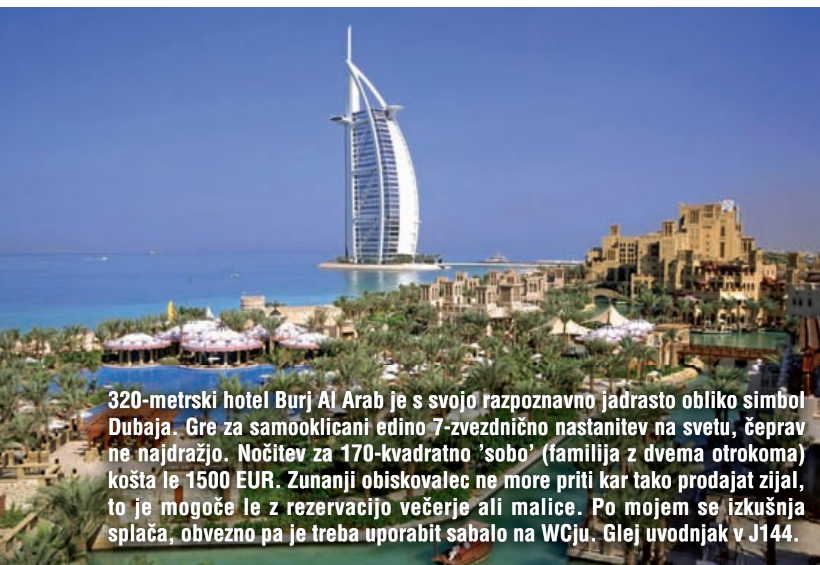 320-metrski hotel Burj Al Arab je s svojo razpoznavno jadrasto obliko simbol
Dubaja. Gre za samooklicani edino 7-zvezdnično nastanitev na svetu, čeprav
ne najdražjo. Nočitev za 170-kvadratno ’sobo’ (familija z dvema otrokoma)
košta le 1500 EUR. Zunanji obiskovalec ne more priti kar tako prodajat zijal,
to je mogoče le z rezervacijo večerje ali malice. Po mojem se izkušnja
splača, obvezno pa je treba uporabit sabalo na WCju. Glej uvodnjak v J144.